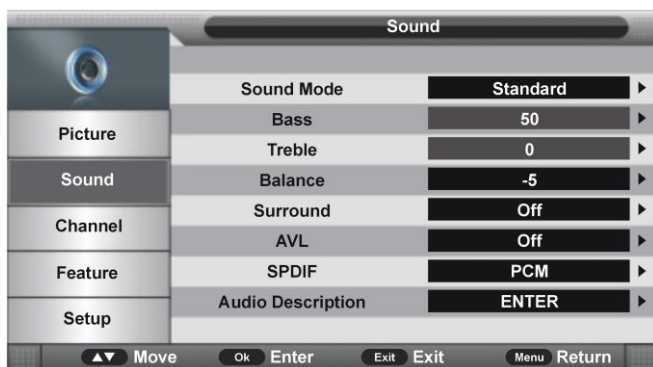 Sound
Picture
Sound
Channel
Feature
Setup
Sound Mode Standard
Bass 50
Treble 0
Balance -5
Surround Off
AVL Off
SPDIF PCM
Audio Description ENTER
▲▼ Move Ok Enter Exit Exit Menu Return